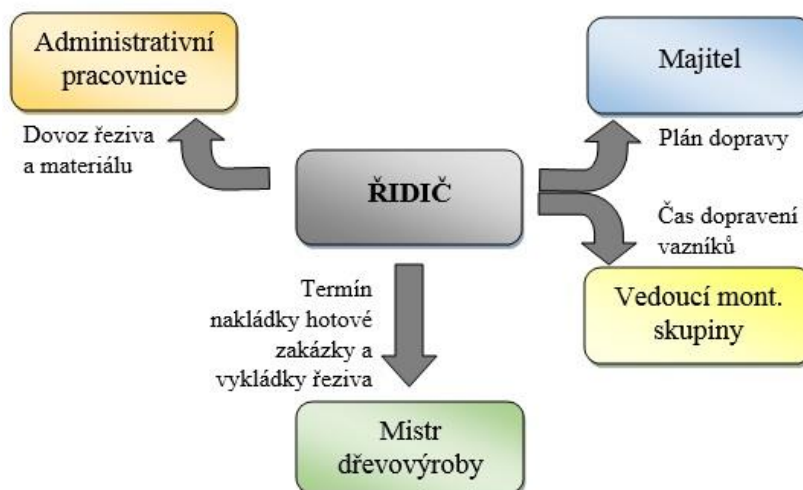 Administrativní
pracovnice
Majitel
Dovoz řeziva
a materiálu
Plán dopravy
ŘIDIČ
Čas dopravení
vazníků
Termín
nakládky hotové
zakázky a
vykládky řeziva
Vedoucí mont.
skupiny
Mistr
dřevovýroby